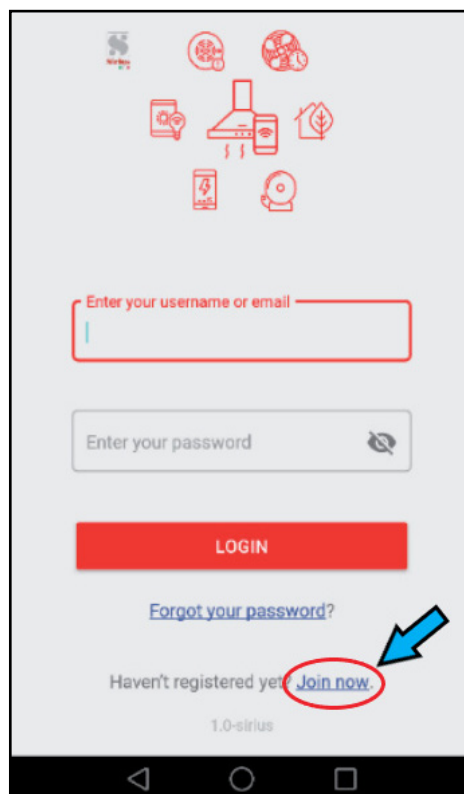 Sirius
Enter your username or email
Enter your password
LOGIN
Forgot your password?
Haven't registered yet? Join now.
1.0-sirius